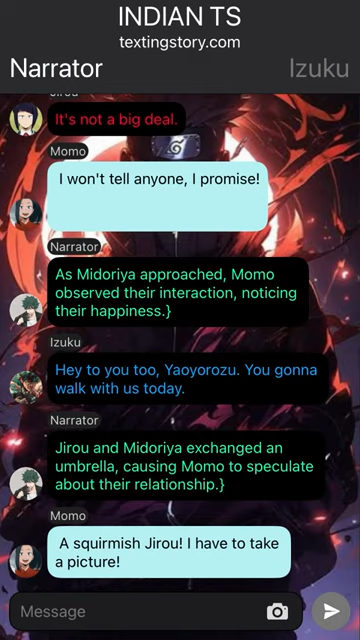 INDIAN TS
textingstory.com
Narrator
Izuku
Jirou
It's not a big deal.
Momo
I won't tell anyone, I promise!
Narrator
As Midoriya approached, Momo
observed their interaction, noticing
their happiness.}
Izuku
Hey to you too, Yaoyorozu. You gonna
walk with us today.
Narrator
Jirou and Midoriya exchanged an
umbrella, causing Momo to speculate
about their relationship.}
Momo
A squirmish Jirou! I have to take
a picture!
Message